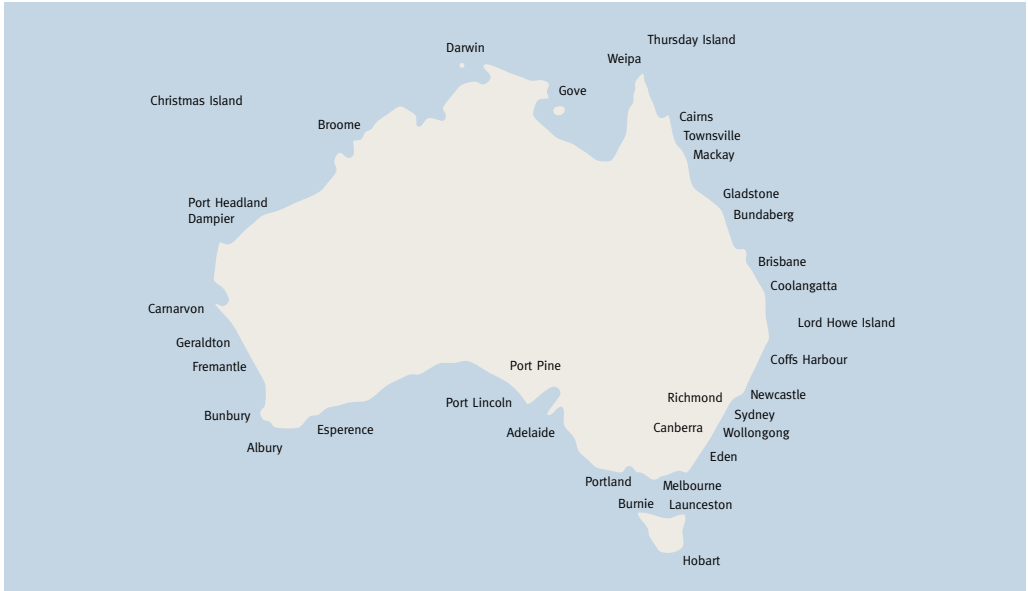 Thursday Island
Darwin
Weipa
Gove
Christmas Island
Cairns
Broome
Townsville
Mackay
Gladstone
Port Headland
Bundaberg
Dampier
Brisbane
Coolangatta
Carnarvon
Lord Howe Island
Geraldton
Coffs Harbour
Port Pine
Fremantle
Newcastle
Richmond
Port Lincoln
Bunbury
Sydney
Canberra
Esperence
Adelaide
Wollongong
Albury
Eden
Portland
Melbourne
Burnie
Launceston
Hobart